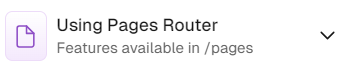 Using Pages Router
Features available in /pages